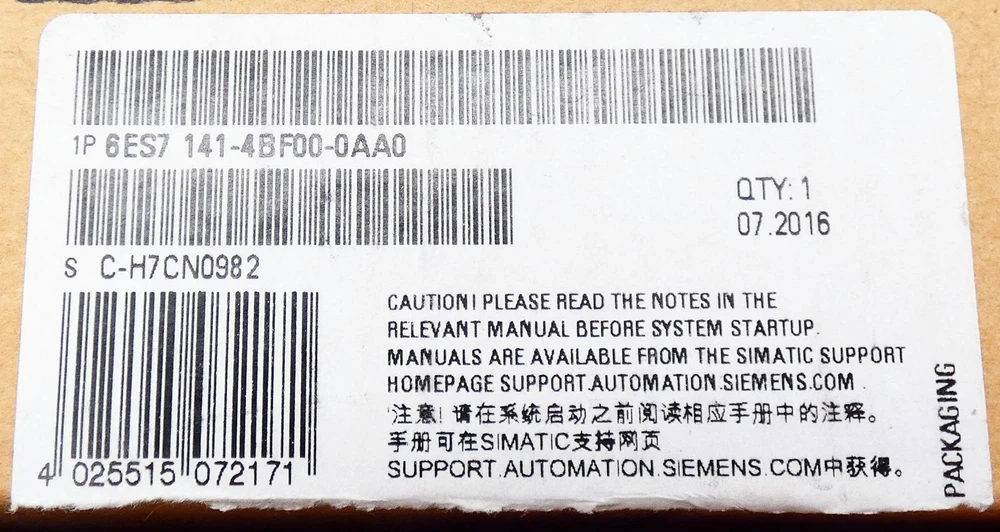 1P 6ES7 141-4BF00-0AA0
QTY: 1
07.2016
S C-H7CN0982
CAUTION! PLEASE READ THE NOTES IN THE
RELEVANT MANUAL BEFORE SYSTEM STARTUP.
MANUALS ARE AVAILABLE FROM THE SIMATIC SUPPORT
HOMEPAGE SUPPORT.AUTOMATION.SIEMENS.COM .
注意! 请在系统启动之前阅读相应手册中的注释。
手册可在SIMATIC支持网页
SUPPORT.AUTOMATION.SIEMENS.COM中获得。
4 025515 072171
PACKAGING